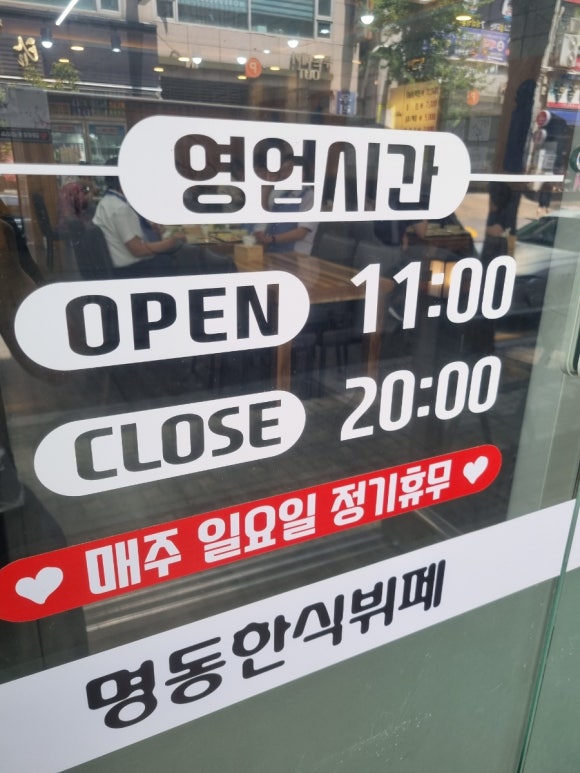 영업시간
OPEN 11:00
CLOSE 20:00
매주 일요일 정기휴무
명동한식뷔페